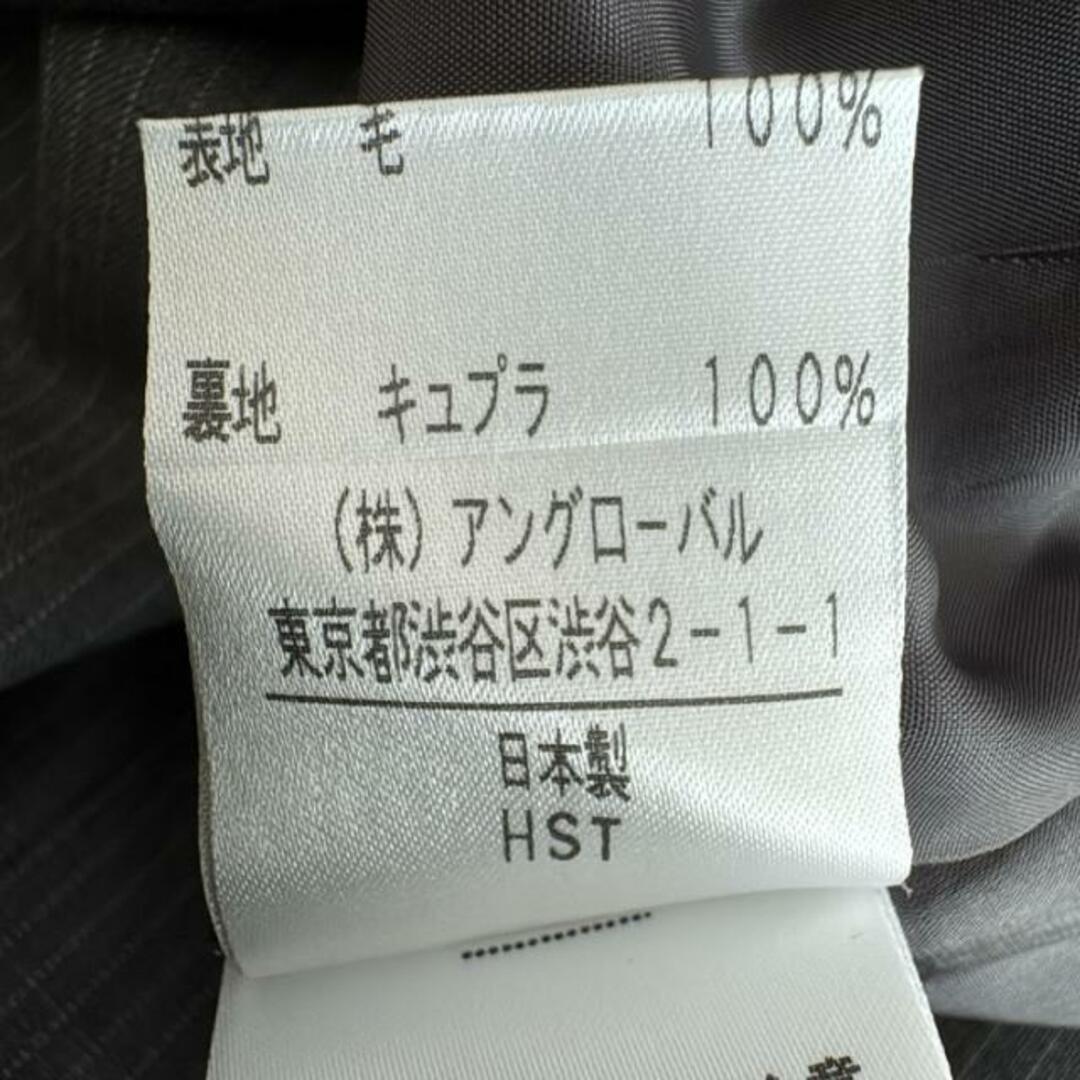 表地 毛 100%
裏地 キュプラ 100%
(株) アングローバル
東京都渋谷区渋谷2-1-1
日本製
HST